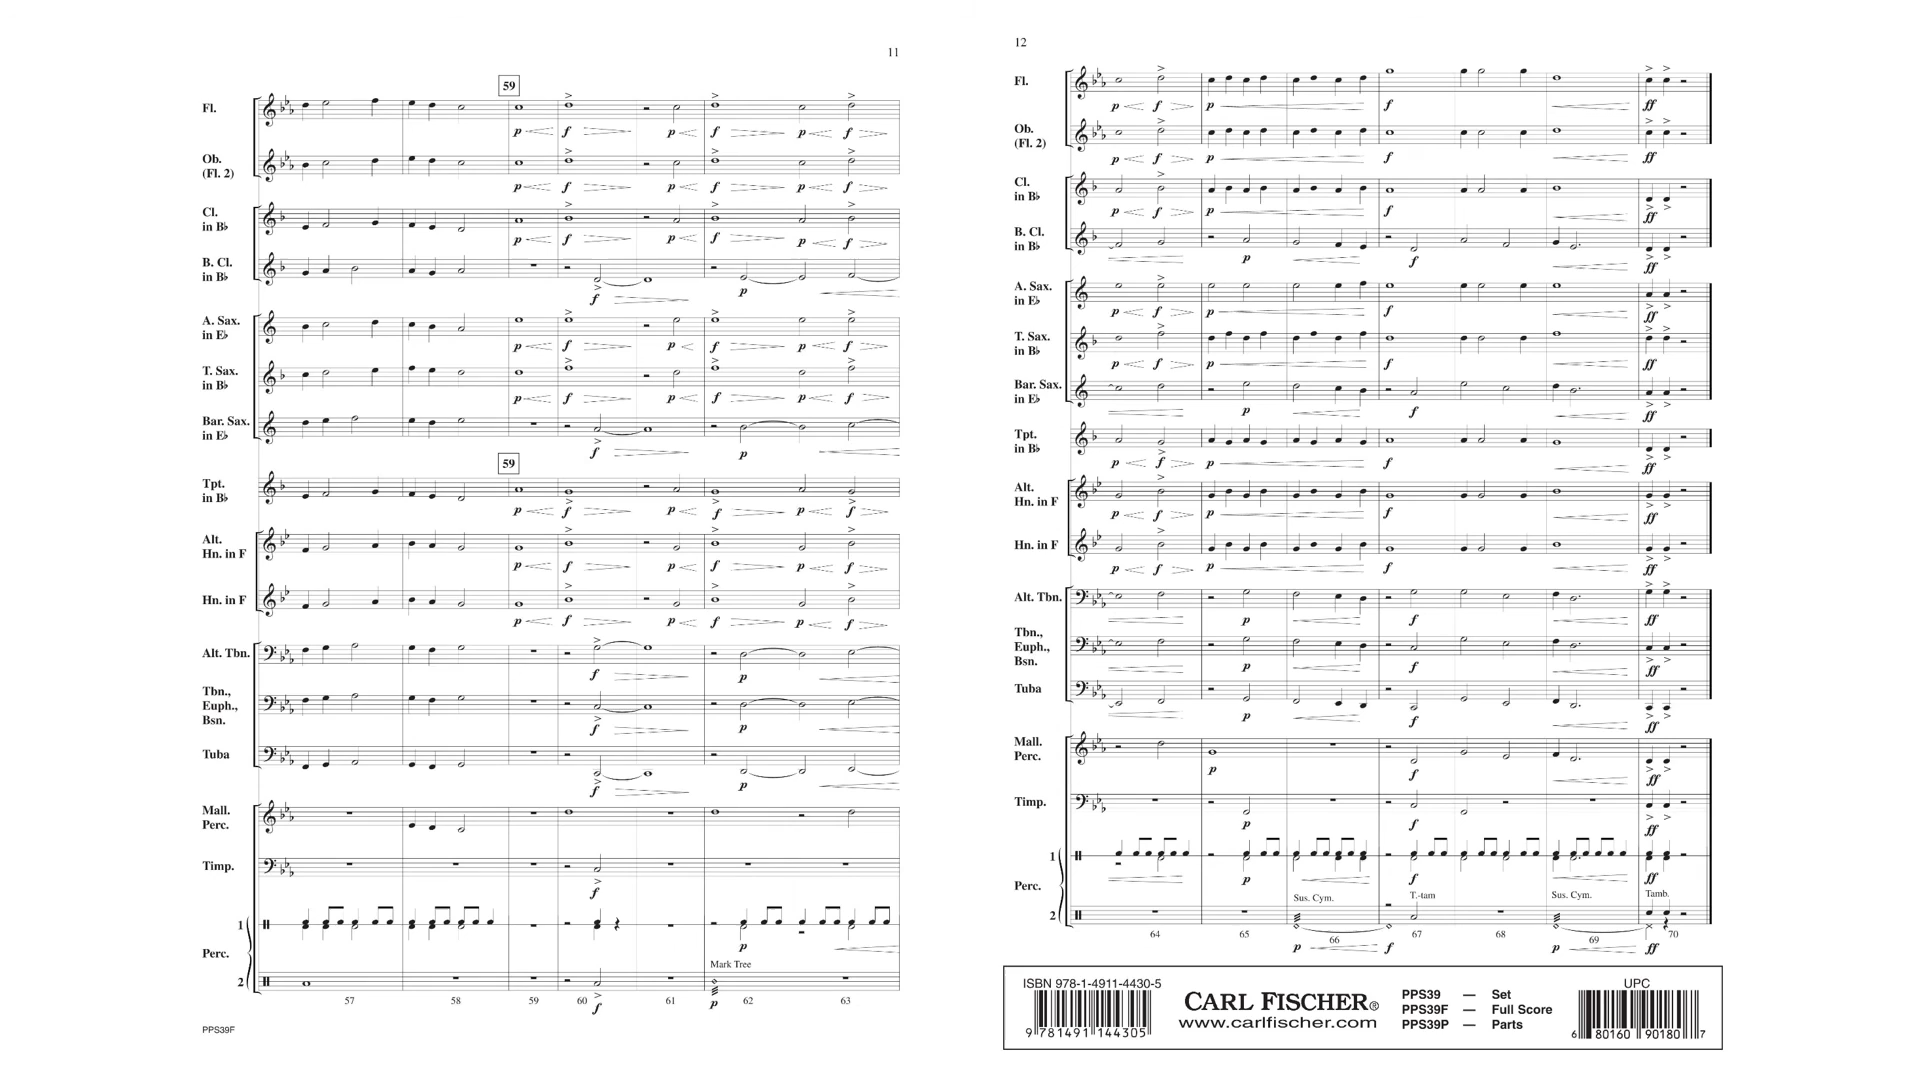 11
59
Fl.
Ob.
(Fl. 2)
Cl.
in B♭
B. Cl.
in B♭
A. Sax.
in E♭
T. Sax.
in B♭
Bar. Sax.
in E♭
59
Tpt.
in B♭
Alt.
Hn. in F
Hn. in F
Alt. Tbn.
Tbn.,
Euph.,
Bsn.
Tuba
Mall.
Perc.
Timp.
1
Perc.
Mark Tree
2
57 58 59 60 61 62 63
PPS39F
12
Fl.
Ob.
(Fl. 2)
Cl.
in B♭
B. Cl.
in B♭
A. Sax.
in E♭
T. Sax.
in B♭
Bar. Sax.
in E♭
Tpt.
in B♭
Alt.
Hn. in F
Hn. in F
Alt. Tbn.
Tbn.,
Euph.,
Bsn.
Tuba
Mall.
Perc.
Timp.
1
Perc.
Sus. Cym. T.-tam Sus. Cym. Tamb.
2
64 65 66 67 68 69 70
ISBN 978-1-4911-4430-5
9 781491 144305
CARL FISCHER®
www.carlfischer.com
PPS39 — Set
PPS39F — Full Score
PPS39P — Parts
UPC
6 80160 90180 7